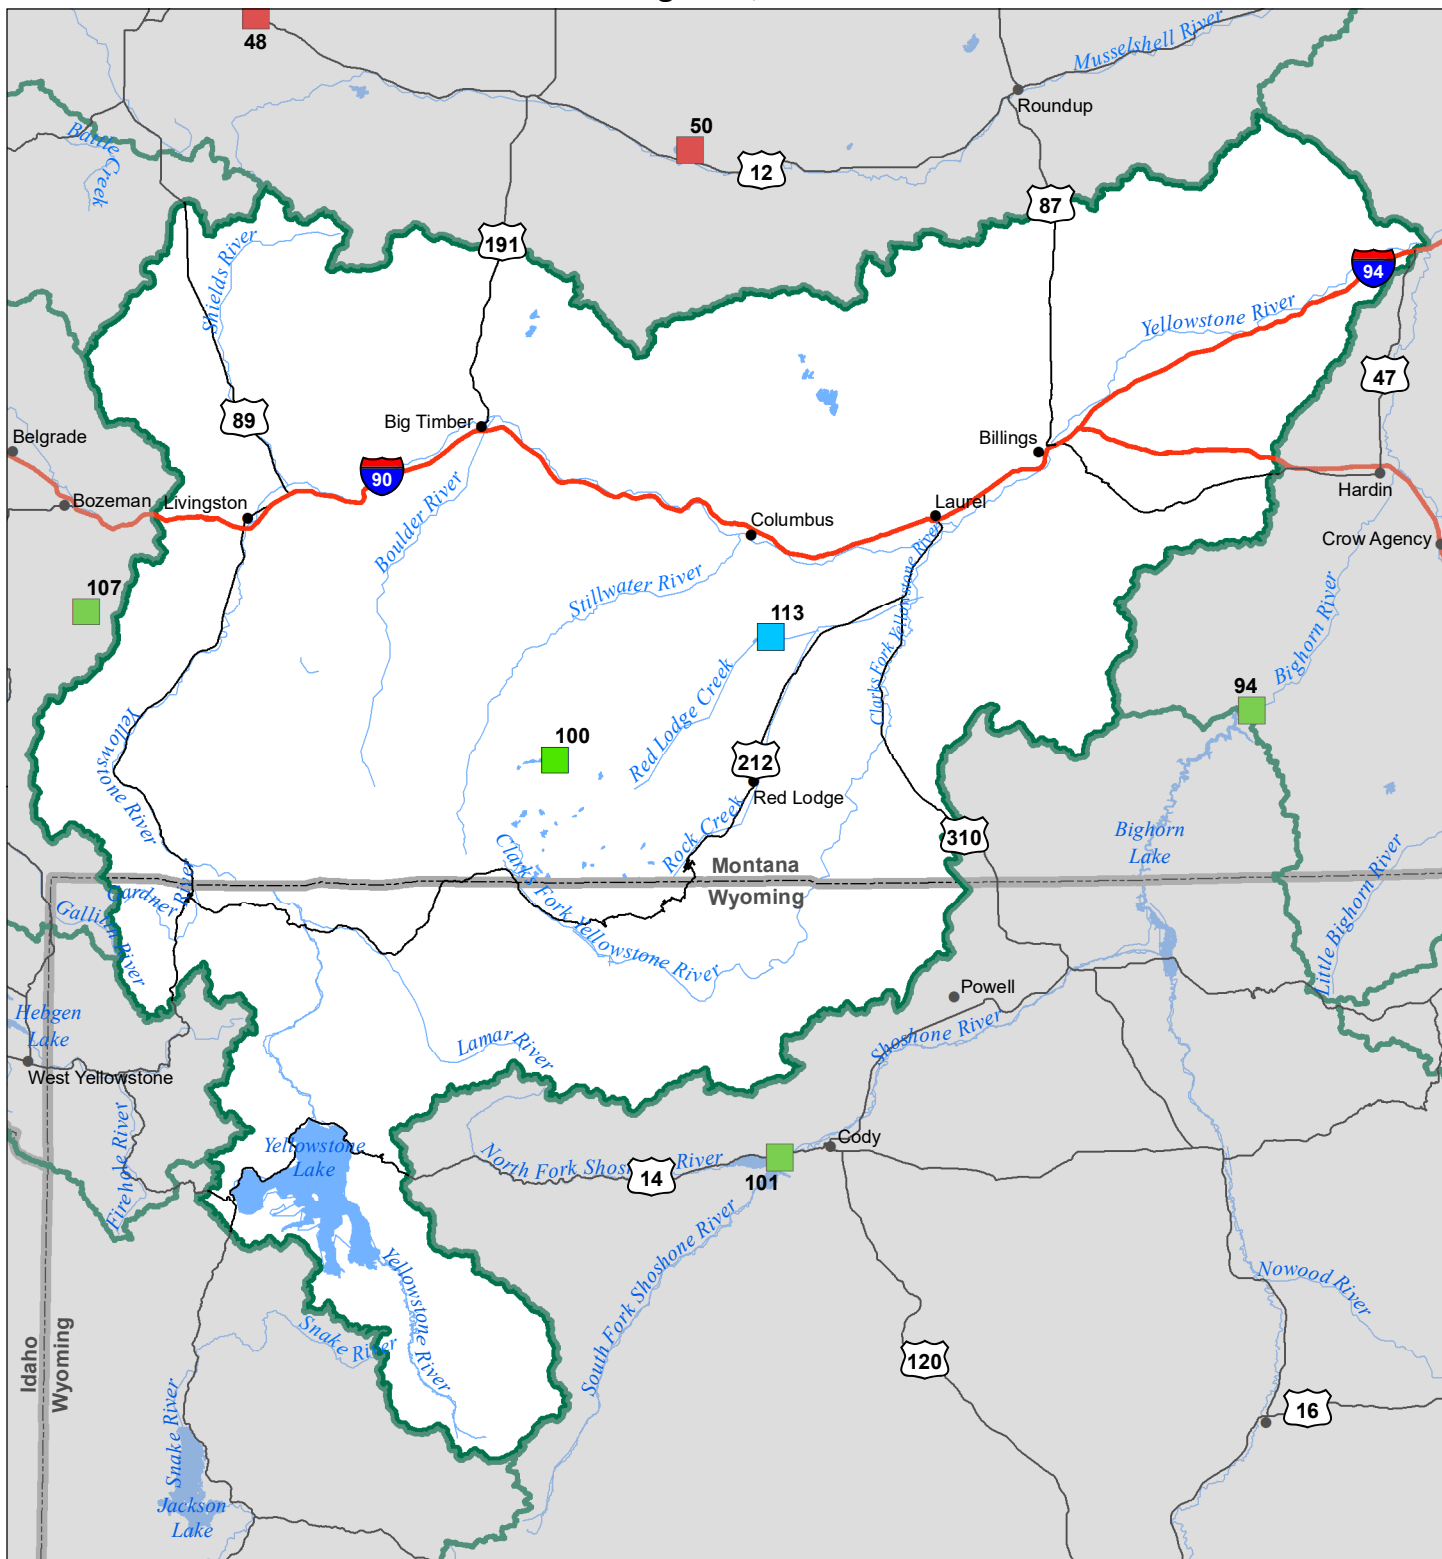 48
Musselshell River
Roundup
50
12
Battle
Creek
87
191
94
Shields River
Yellowstone River
47
89
Big Timber
Belgrade
Billings
90
Bozeman
Livingston
Hardin
Laurel
Columbus
Crow Agency
Boulder River
Stillwater River
107
113
Clarks Fork Yellowstone River
Bighorn River
94
Red Lodge Creek
Yellowstone River
100
212
Red Lodge
Rock Creek
310
Bighorn
Lake
Montana
Wyoming
Gardner River
Gallitin River
Clarks Fork Yellowstone River
Little Bighorn River
Powell
Hebgen
Lake
Shoshone River
Lamar River
West Yellowstone
Firehole River
Yellowstone
Lake
Cody
North Fork Shoshone River
14
101
South Fork Shoshone River
Yellowstone River
Nowood River
Snake River
Idaho
Wyoming
120
16
Snake River
Jackson
Lake